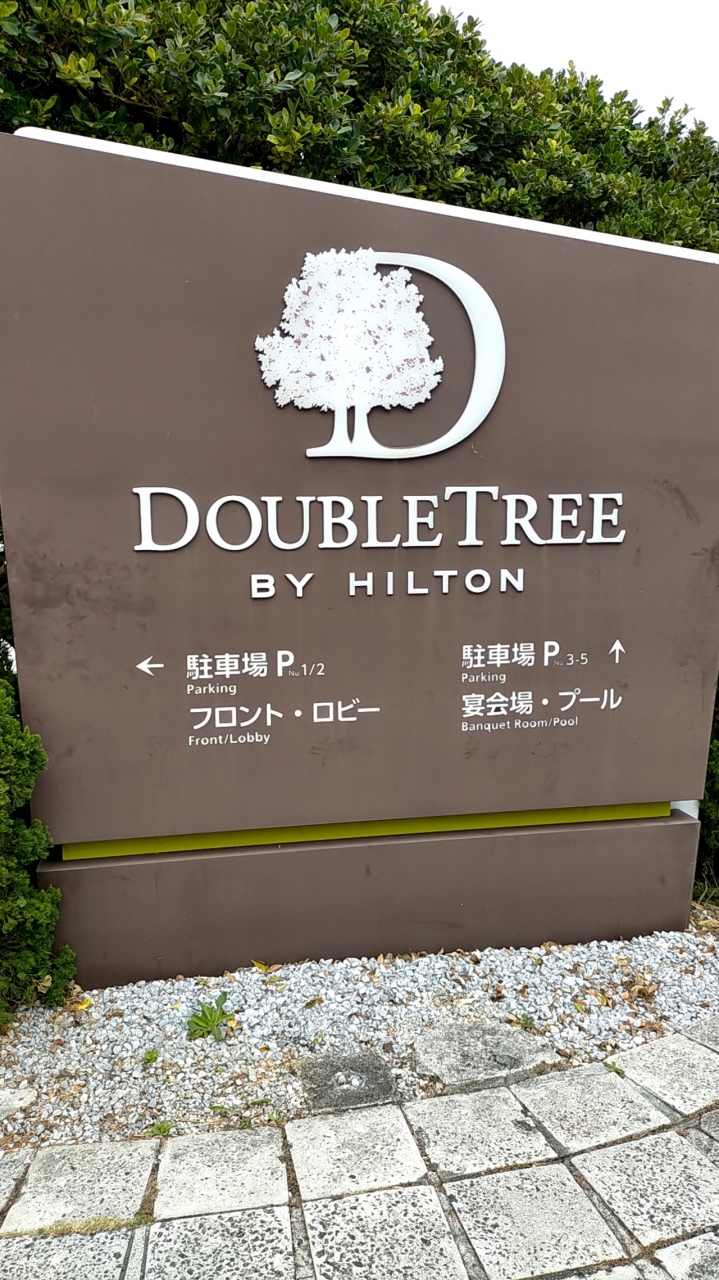 D
DOUBLETREE
BY HILTON
← 駐車場 P No.1/2
Parking
フロント・ロビー
Front/Lobby
駐車場 P No.3-5 ↑
Parking
宴会場・プール
Banquet Room/Pool